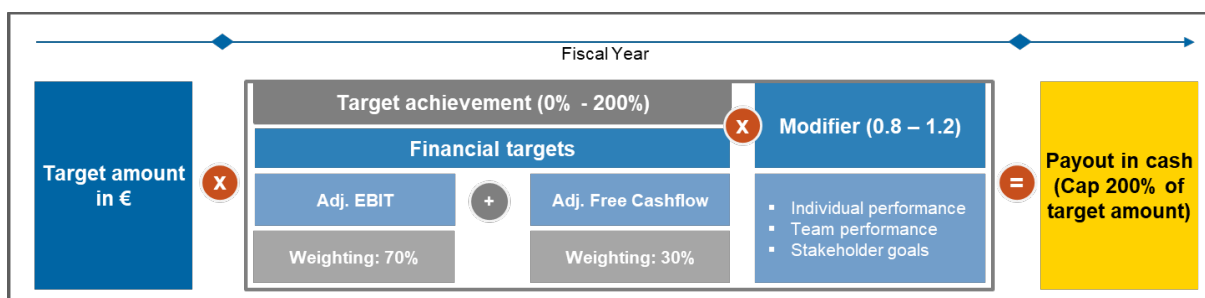 Fiscal Year
Target amount
in €
x
Target achievement (0%  - 200%)
Financial targets
Adj. EBIT
+
Adj. Free Cashflow
Weighting: 70%
Weighting: 30%
x
Modifier (0.8 – 1.2)
▪ Individual performance
▪ Team performance
▪ Stakeholder goals
=
Payout in cash
(Cap 200% of
target amount)